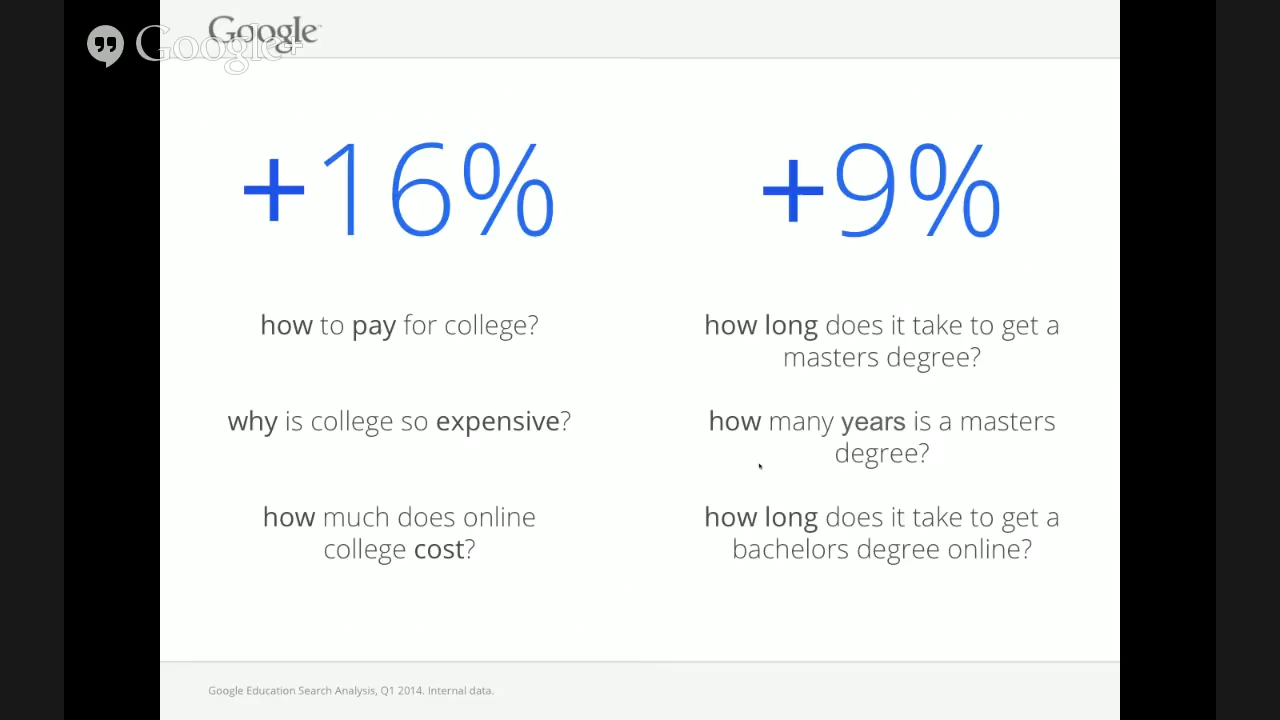 Google
Google+
+16%
how to pay for college?
why is college so expensive?
how much does online
college cost?
+9%
how long does it take to get a
masters degree?
how many years is a masters
degree?
how long does it take to get a
bachelors degree online?
Google Education Search Analysis, Q1 2014. Internal data.